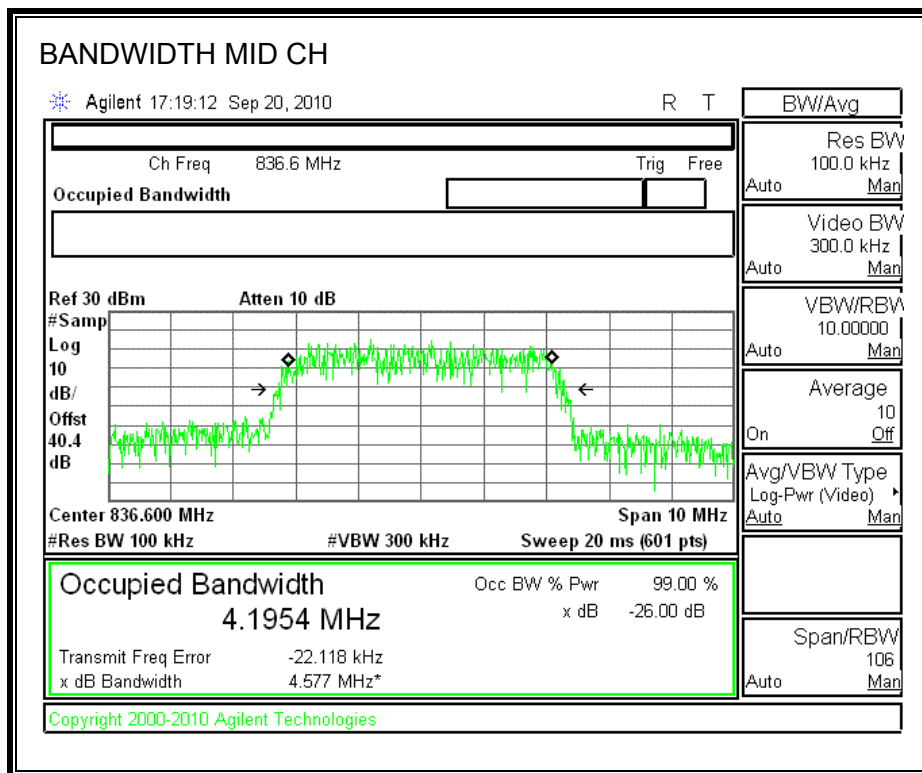 BANDWIDTH MID CH
Agilent 17:19:12 Sep 20, 2010 R T
Ch Freq 836.6 MHz Trig Free
Occupied Bandwidth
Ref 30 dBm Atten 10 dB
#Samp
Log
10
dB/
Offst
40.4
dB
Center 836.600 MHz Span 10 MHz
#Res BW 100 kHz #VBW 300 kHz Sweep 20 ms (601 pts)
Occupied Bandwidth Occ BW % Pwr 99.00 %
4.1954 MHz x dB -26.00 dB
Transmit Freq Error -22.118 kHz
x dB Bandwidth 4.577 MHz*
Copyright 2000-2010 Agilent Technologies
BW/Avg
Res BW
100.0 kHz
Auto Man
Video BW
300.0 kHz
Auto Man
VBW/RBW
10.00000
Auto Man
Average
10
On Off
Avg/VBW Type
Log-Pwr (Video)
Auto Man
Span/RBW
106
Auto Man